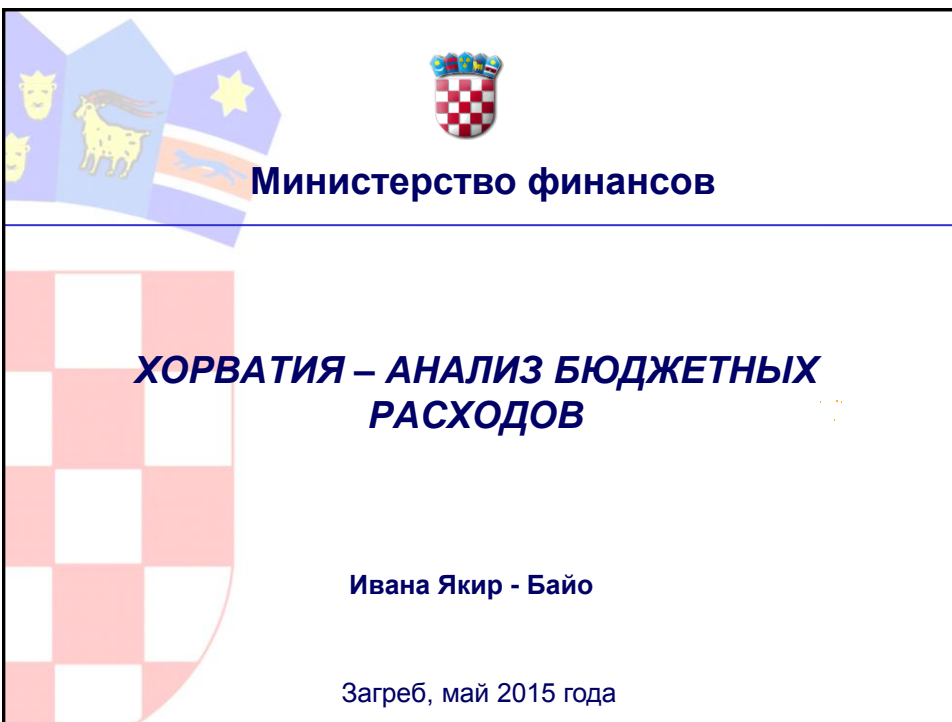 Министерство финансов
ХОРВАТИЯ – АНАЛИЗ БЮДЖЕТНЫХ
РАСХОДОВ
Ивана Якир - Байо
Загреб, май 2015 года